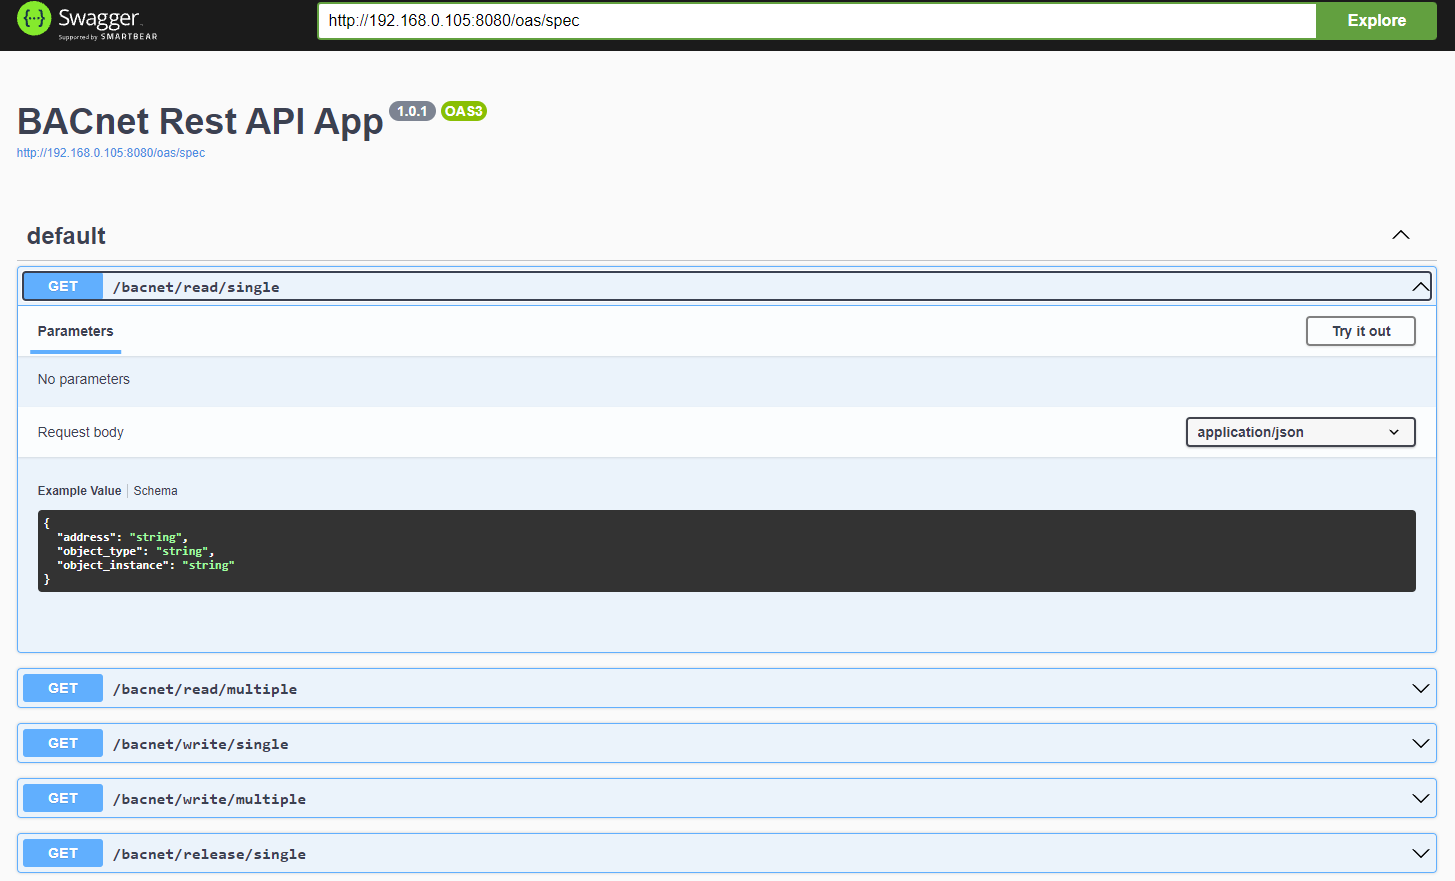 Swagger
Supported by SMARTBEAR
http://192.168.0.105:8080/oas/spec
Explore
BACnet Rest API App 1.0.1 OAS3
http://192.168.0.105:8080/oas/spec
default
GET /bacnet/read/single
Parameters
Try it out
No parameters
Request body
application/json
Example Value | Schema
{
  "address": "string",
  "object_type": "string",
  "object_instance": "string"
}
GET /bacnet/read/multiple
GET /bacnet/write/single
GET /bacnet/write/multiple
GET /bacnet/release/single